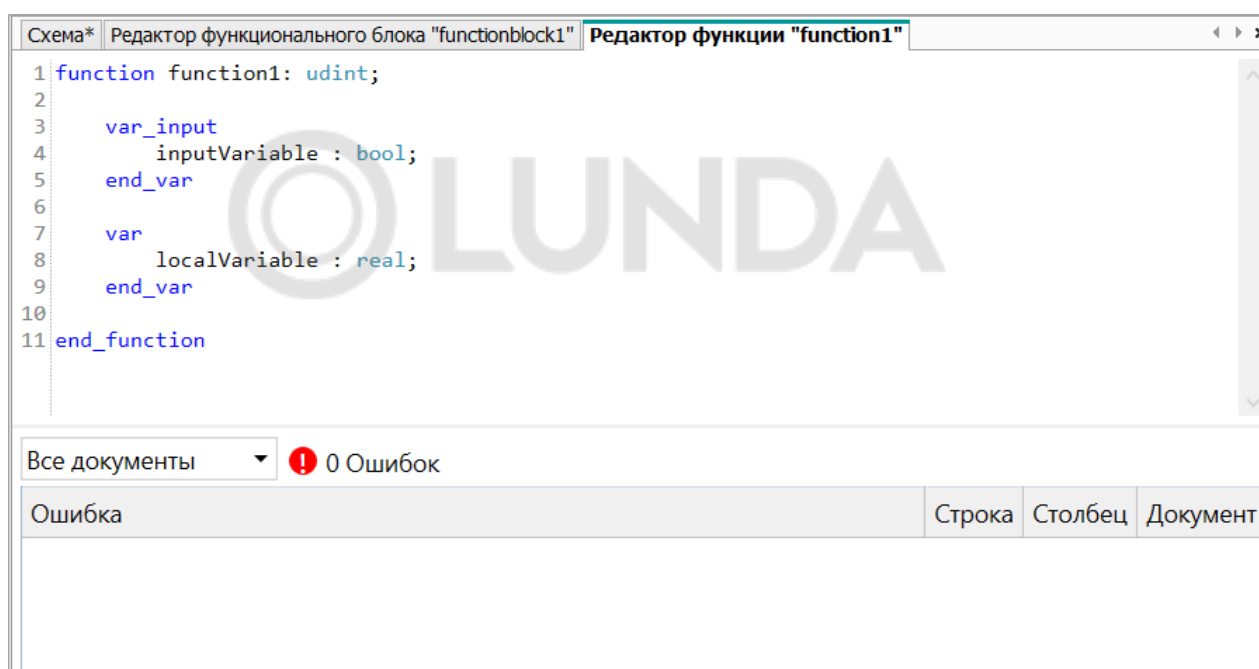 Схема* Редактор функционального блока "functionblock1" Редактор функции "function1"
1 function function1: udint;
2
3 var_input
4 inputVariable : bool;
5 end_var
6
7 var
8 localVariable : real;
9 end_var
10
11 end_function
LUNDA
Все документы 0 Ошибок
Ошибка Строка Столбец Документ